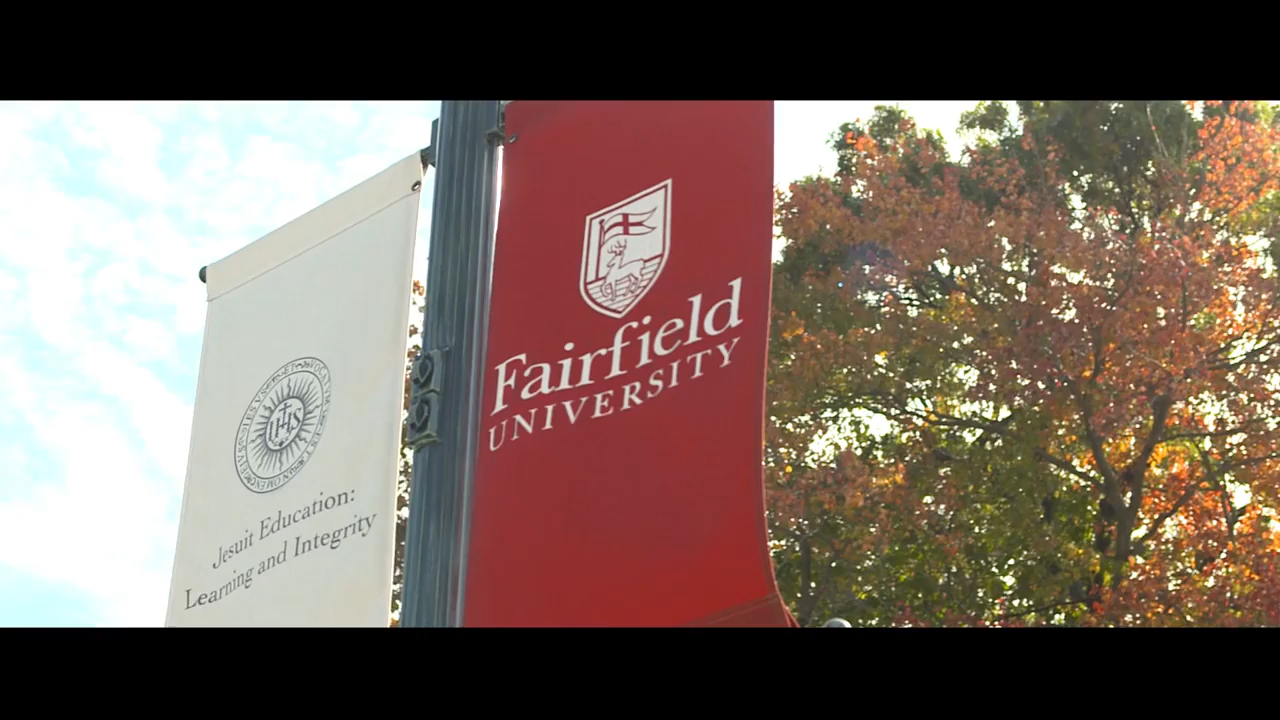 IHS
Jesuit Education:
Learning and Integrity
Fairfield
UNIVERSITY